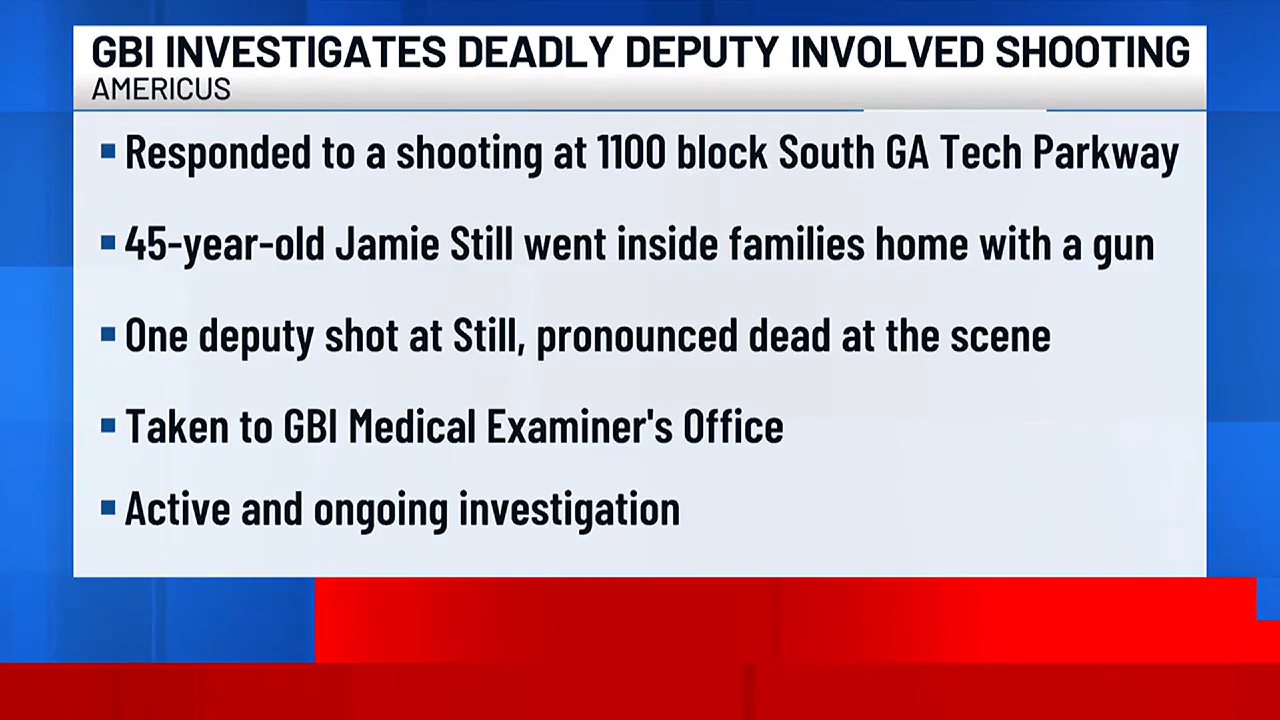 GBI INVESTIGATES DEADLY DEPUTY INVOLVED SHOOTING
AMERICUS
▪ Responded to a shooting at 1100 block South GA Tech Parkway
▪ 45-year-old Jamie Still went inside families home with a gun
▪ One deputy shot at Still, pronounced dead at the scene
▪ Taken to GBI Medical Examiner's Office
▪ Active and ongoing investigation